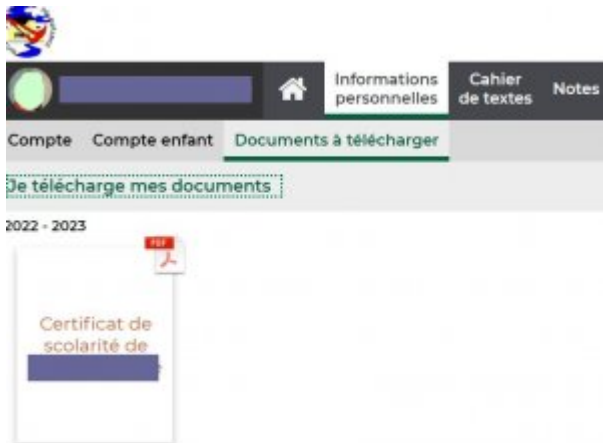 Informations
personnelles
Cahier
de textes
Notes
Compte Compte enfant Documents à télécharger
Je télécharge mes documents
2022 - 2023
PDF
Certificat de
scolarité de